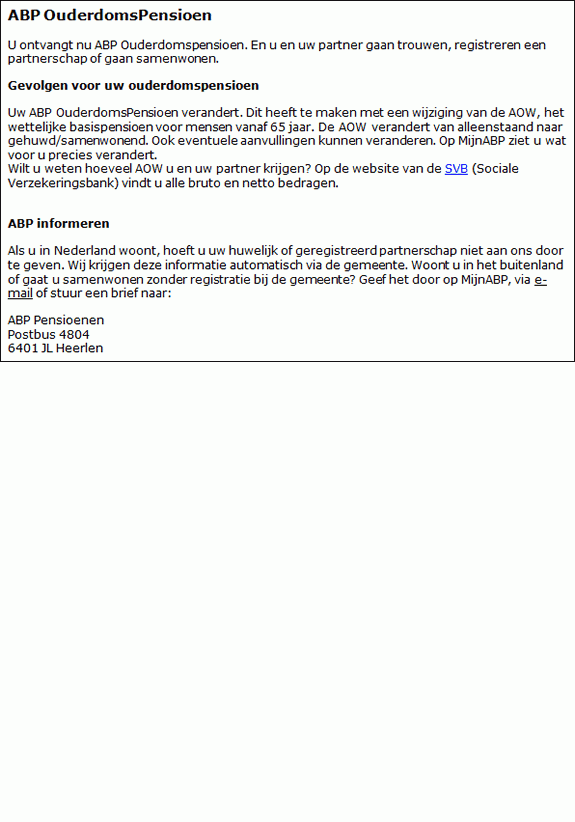 ABP OuderdomsPensioen
U ontvangt nu ABP Ouderdomspensioen. En u en uw partner gaan trouwen, registreren een
partnerschap of gaan samenwonen.
Gevolgen voor uw ouderdomspensioen
Uw ABP OuderdomsPensioen verandert. Dit heeft te maken met een wijziging van de AOW, het
wettelijke basispensioen voor mensen vanaf 65 jaar. De AOW verandert van alleenstaand naar
gehuwd/samenwonend. Ook eventuele aanvullingen kunnen veranderen. Op MijnABP ziet u wat
voor u precies verandert.
Wilt u weten hoeveel AOW u en uw partner krijgen? Op de website van de SVB (Sociale
Verzekeringsbank) vindt u alle bruto en netto bedragen.
ABP informeren
Als u in Nederland woont, hoeft u uw huwelijk of geregistreerd partnerschap niet aan ons door
te geven. Wij krijgen deze informatie automatisch via de gemeente. Woont u in het buitenland
of gaat u samenwonen zonder registratie bij de gemeente? Geef het door op MijnABP, via e-
mail of stuur een brief naar:
ABP Pensioenen
Postbus 4804
6401 JL Heerlen